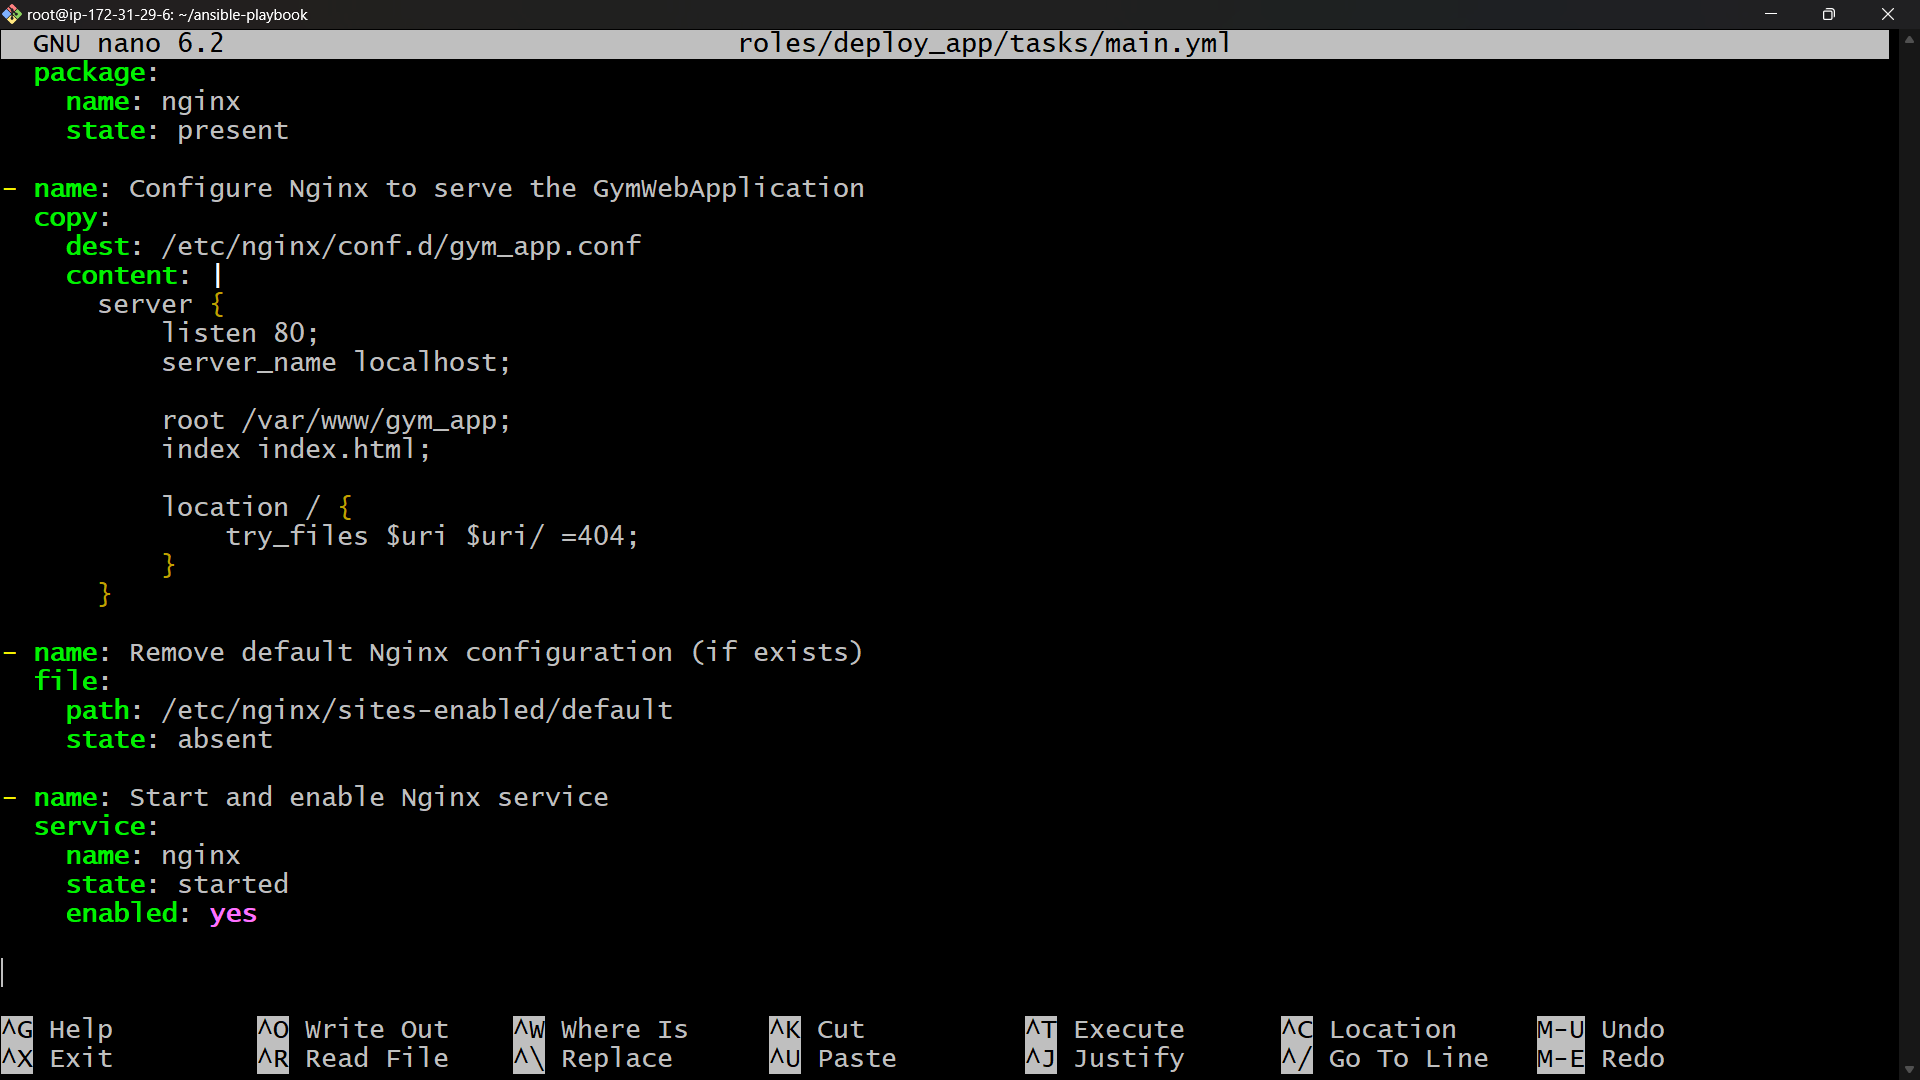 root@ip-172-31-29-6: ~/ansible-playbook
GNU nano 6.2 roles/deploy_app/tasks/main.yml
  package:
    name: nginx
    state: present

- name: Configure Nginx to serve the GymWebApplication
  copy:
    dest: /etc/nginx/conf.d/gym_app.conf
    content: |
      server {
          listen 80;
          server_name localhost;

          root /var/www/gym_app;
          index index.html;

          location / {
              try_files $uri $uri/ =404;
          }
      }

- name: Remove default Nginx configuration (if exists)
  file:
    path: /etc/nginx/sites-enabled/default
    state: absent

- name: Start and enable Nginx service
  service:
    name: nginx
    state: started
    enabled: yes

^G Help ^O Write Out ^W Where Is ^K Cut ^T Execute ^C Location M-U Undo
^X Exit ^R Read File ^\ Replace ^U Paste ^J Justify ^/ Go To Line M-E Redo